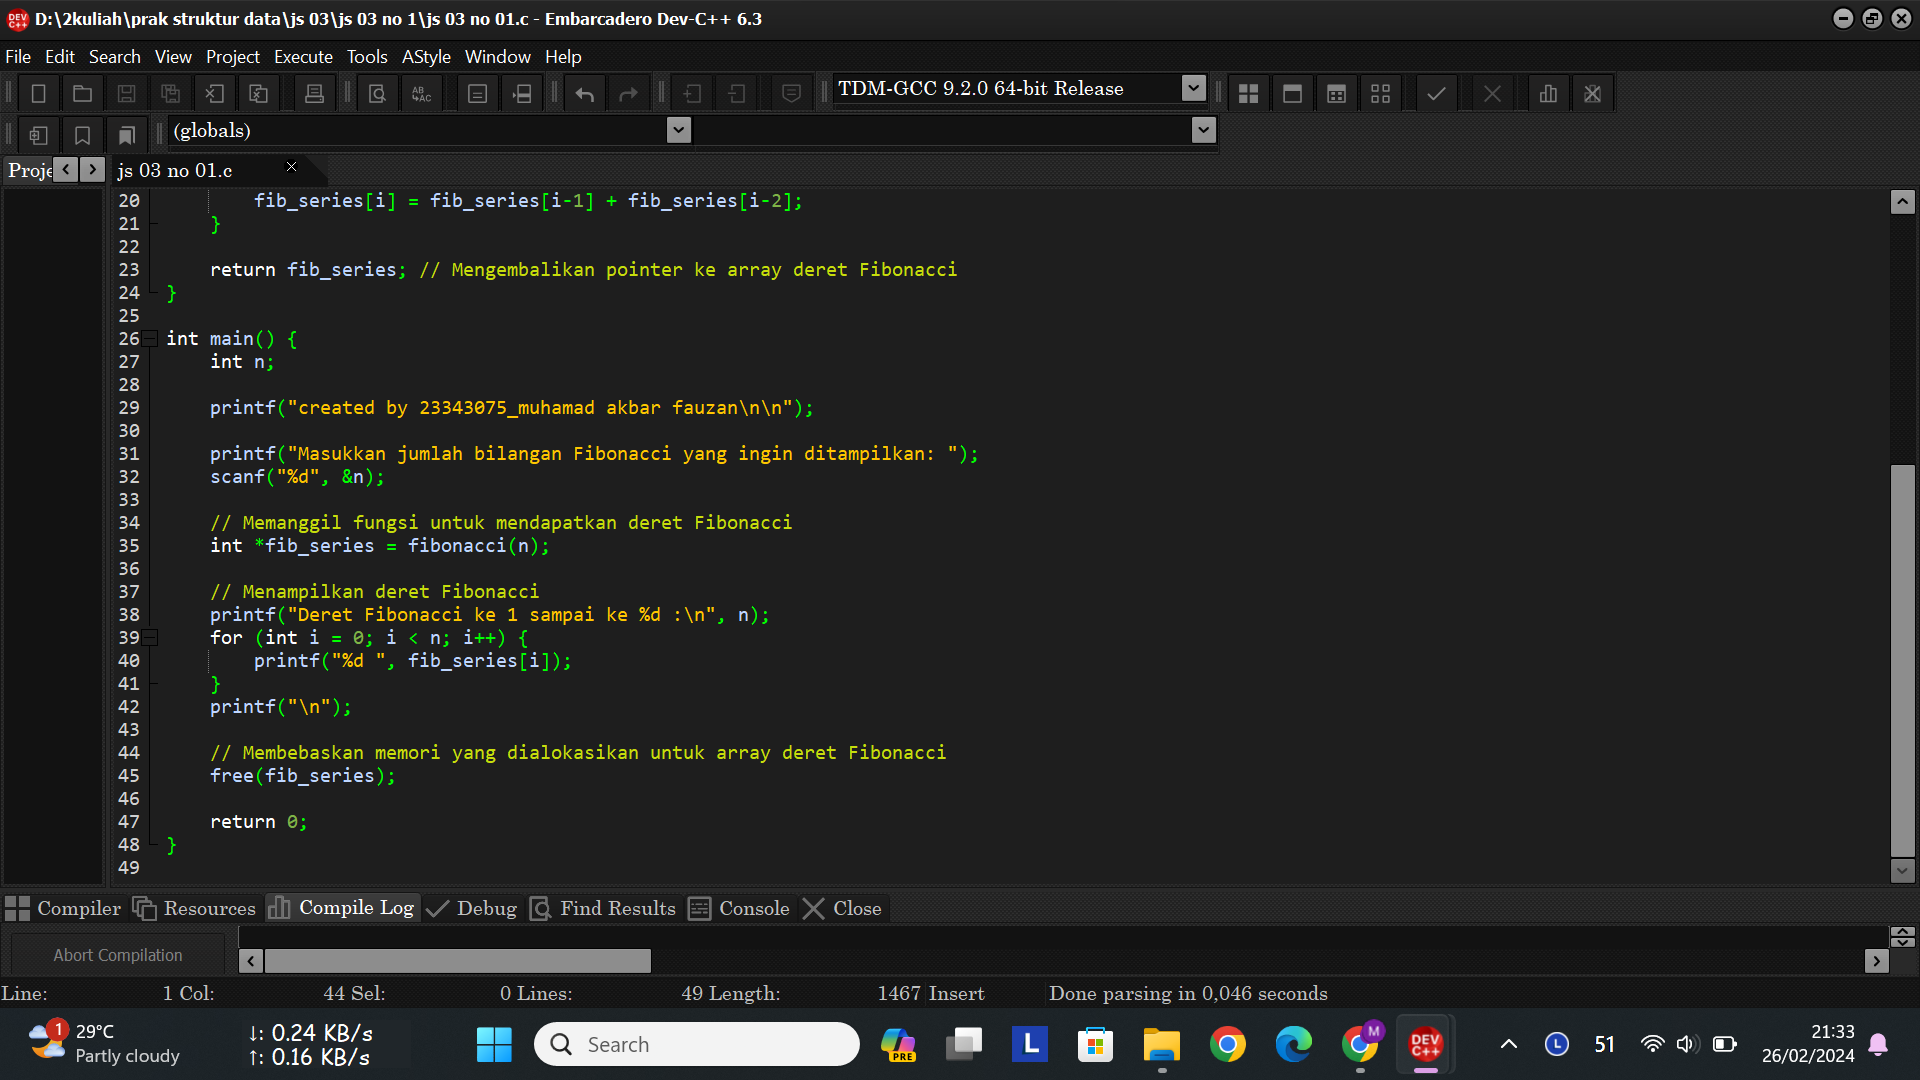 D:\2kuliah\prak struktur data\js 03\js 03 no 1\js 03 no 01.c - Embarcadero Dev-C++ 6.3
File Edit Search View Project Execute Tools AStyle Window Help
TDM-GCC 9.2.0 64-bit Release
(globals)
Proje js 03 no 01.c
20         fib_series[i] = fib_series[i-1] + fib_series[i-2];
21     }
22
23     return fib_series; // Mengembalikan pointer ke array deret Fibonacci
24 }
25
26 int main() {
27     int n;
28
29     printf("created by 23343075_muhamad akbar fauzan\n\n");
30
31     printf("Masukkan jumlah bilangan Fibonacci yang ingin ditampilkan: ");
32     scanf("%d", &n);
33
34     // Memanggil fungsi untuk mendapatkan deret Fibonacci
35     int *fib_series = fibonacci(n);
36
37     // Menampilkan deret Fibonacci
38     printf("Deret Fibonacci ke 1 sampai ke %d :\n", n);
39     for (int i = 0; i < n; i++) {
40         printf("%d ", fib_series[i]);
41     }
42     printf("\n");
43
44     // Membebaskan memori yang dialokasikan untuk array deret Fibonacci
45     free(fib_series);
46
47     return 0;
48 }
49
Compiler Resources Compile Log Debug Find Results Console Close
Abort Compilation
Line: 1 Col: 44 Sel: 0 Lines: 49 Length: 1467 Insert Done parsing in 0,046 seconds
1 29°C
Partly cloudy
↓: 0.24 KB/s
↑: 0.16 KB/s
Search
PRE
L
M
DEV C++
L
51
21:33
26/02/2024